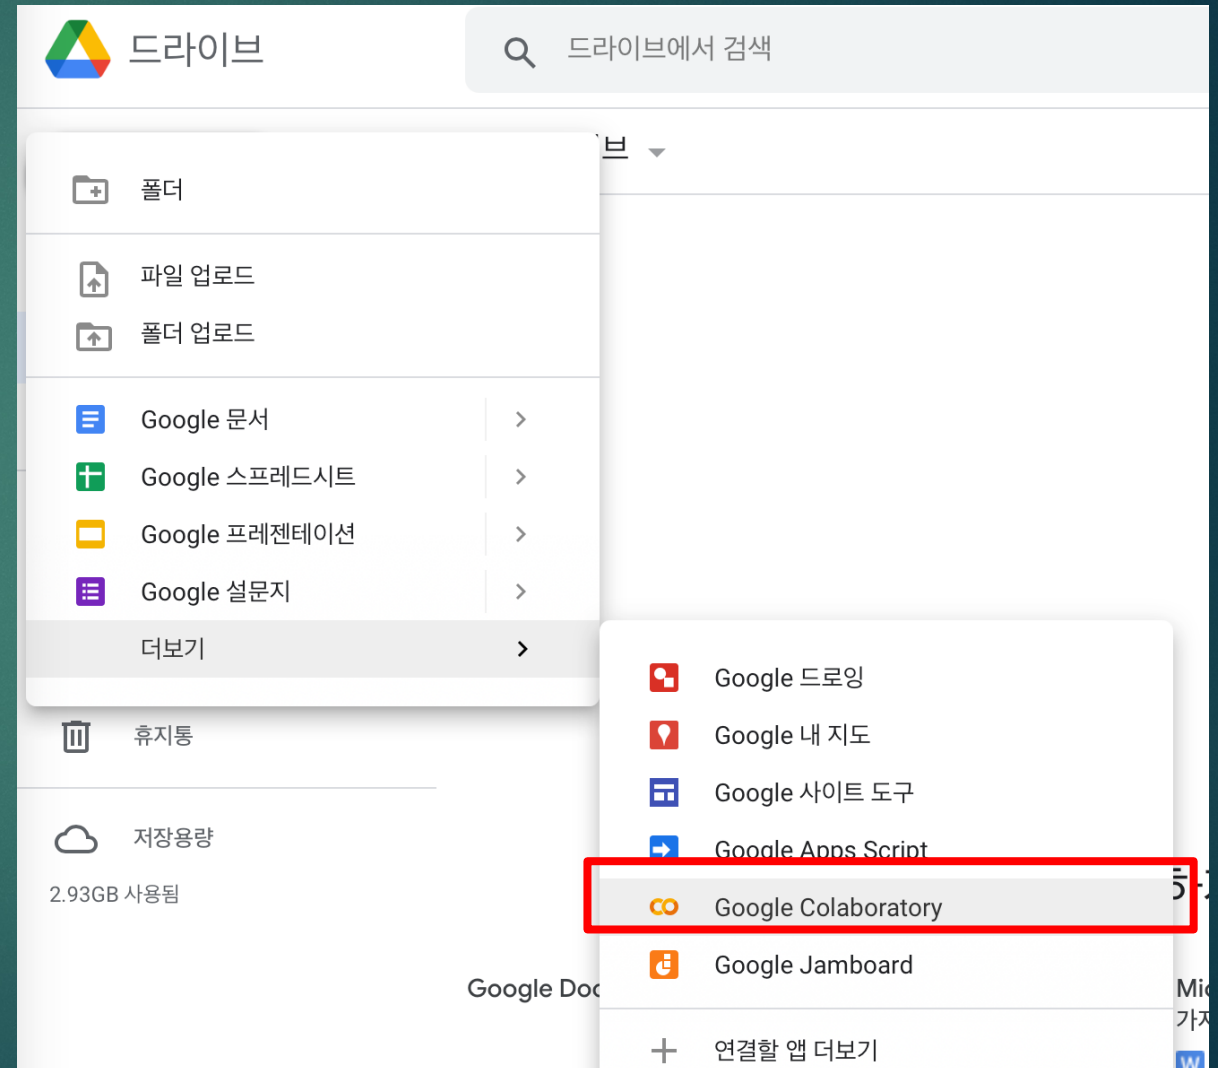 드라이브
드라이브에서 검색
브
폴더
파일 업로드
폴더 업로드
Google 문서
Google 스프레드시트
Google 프레젠테이션
Google 설문지
더보기
휴지통
저장용량
2.93GB 사용됨
Google 드로잉
Google 내 지도
Google 사이트 도구
Google Apps Script
Google Colaboratory
Google Jamboard
연결할 앱 더보기
Google Doc
Mic
가져
W